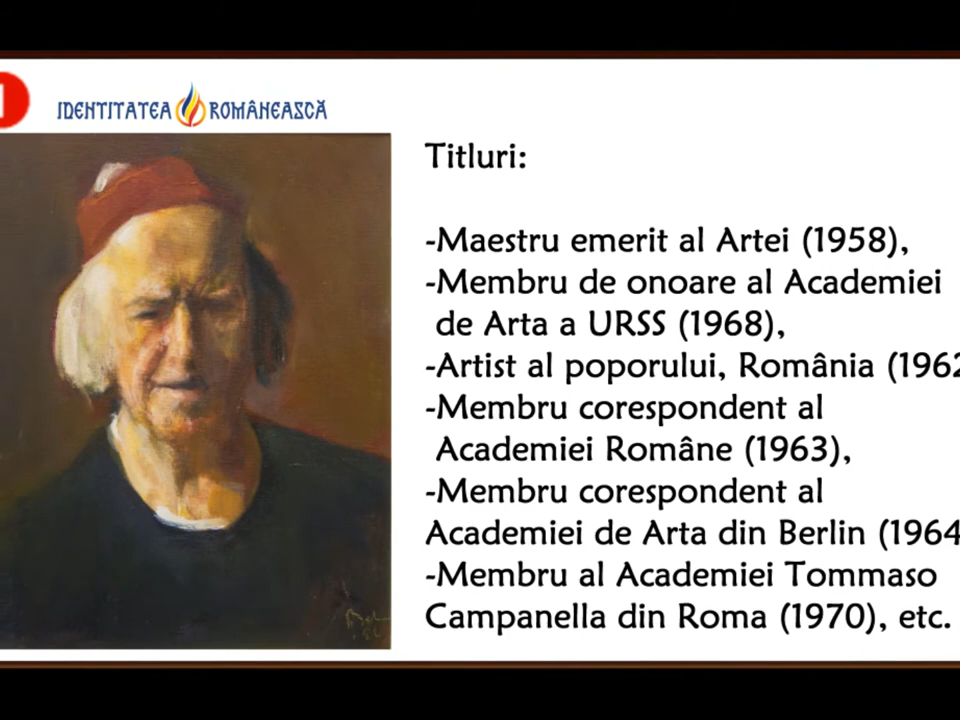 IDENTITATEA ROMÂNEASCĂ
Titluri:
-Maestru emerit al Artei (1958),
-Membru de onoare al Academiei
de Arta a URSS (1968),
-Artist al poporului, România (1962
-Membru corespondent al
Academiei Române (1963),
-Membru corespondent al
Academiei de Arta din Berlin (1964
-Membru al Academiei Tommaso
Campanella din Roma (1970), etc.